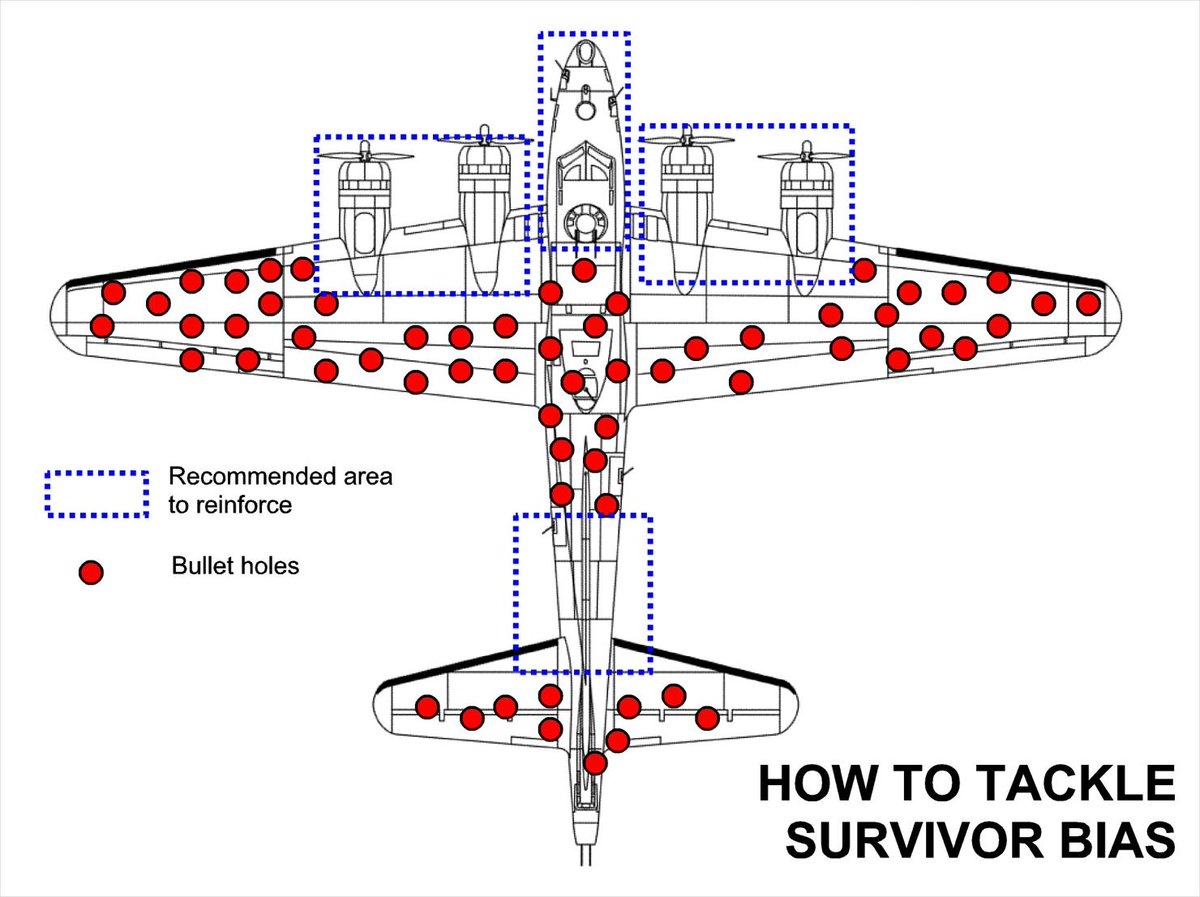 Recommended area
to reinforce
Bullet holes
HOW TO TACKLE
SURVIVOR BIAS